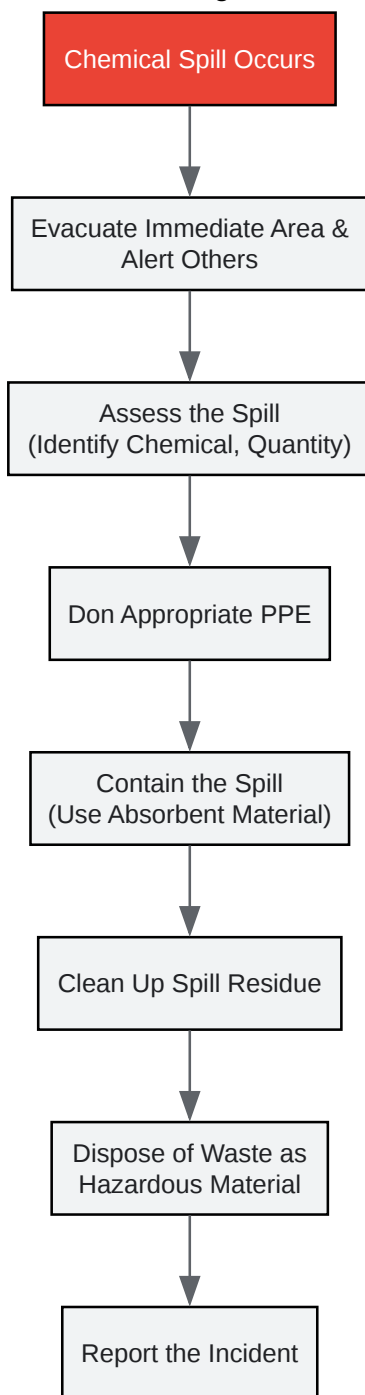 Chemical Spill Occurs
Evacuate Immediate Area &
Alert Others
Assess the Spill
(Identify Chemical, Quantity)
Don Appropriate PPE
Contain the Spill
(Use Absorbent Material)
Clean Up Spill Residue
Dispose of Waste as
Hazardous Material
Report the Incident